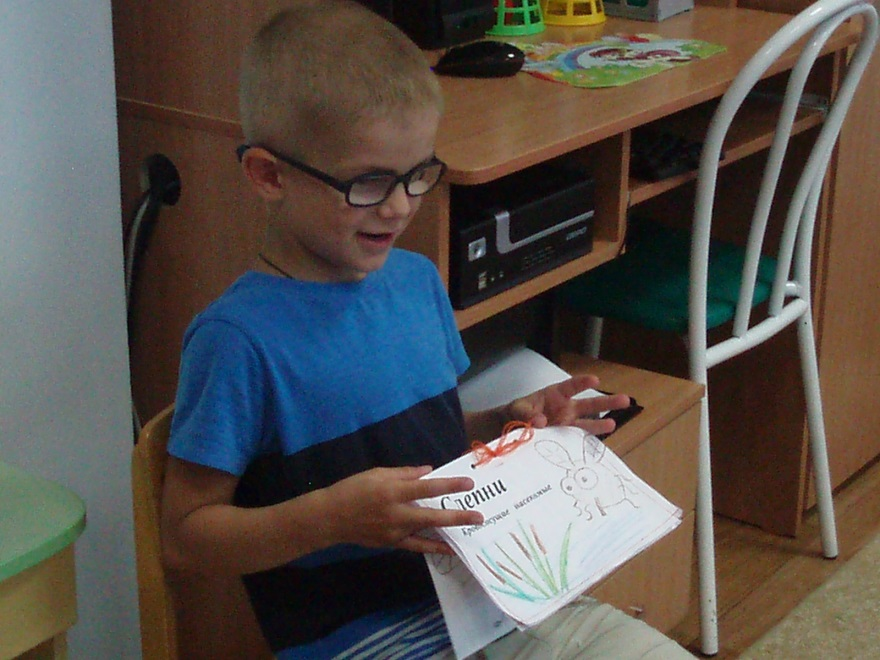 Слепни
Кровососущие насекомые